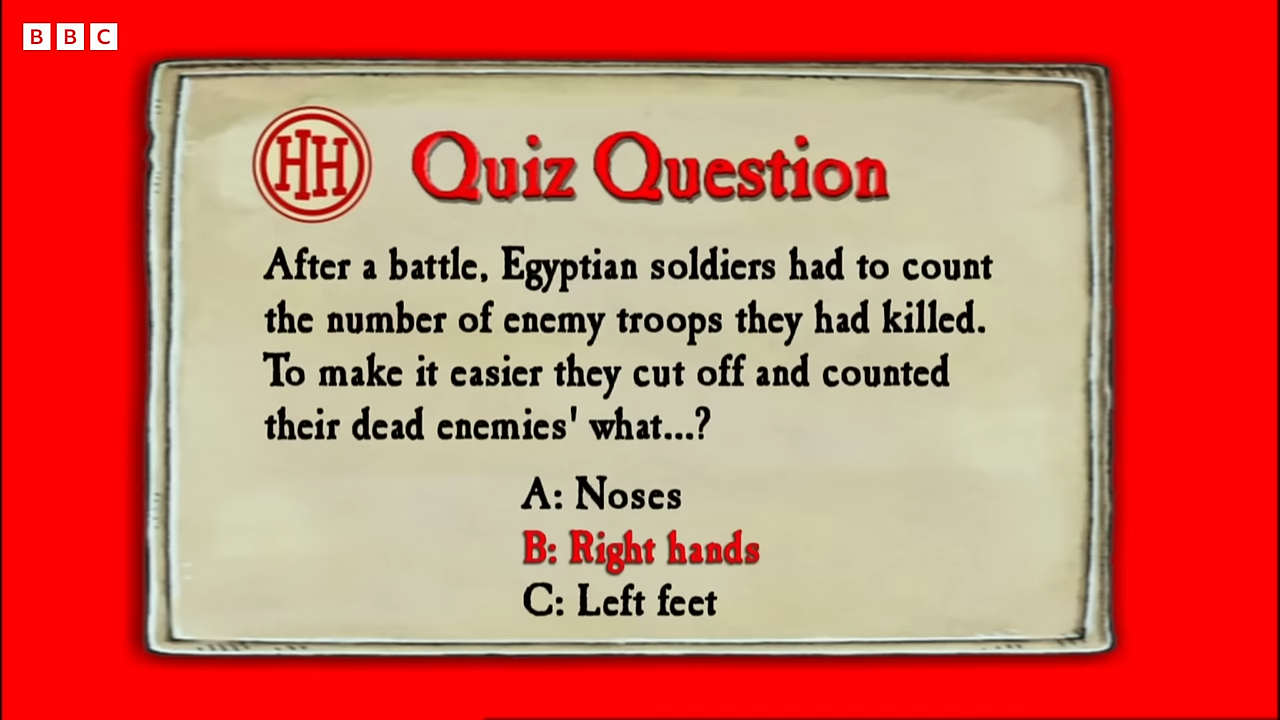 BBC
HH Quiz Question
After a battle, Egyptian soldiers had to count
the number of enemy troops they had killed.
To make it easier they cut off and counted
their dead enemies' what...?
A: Noses
B: Right hands
C: Left feet